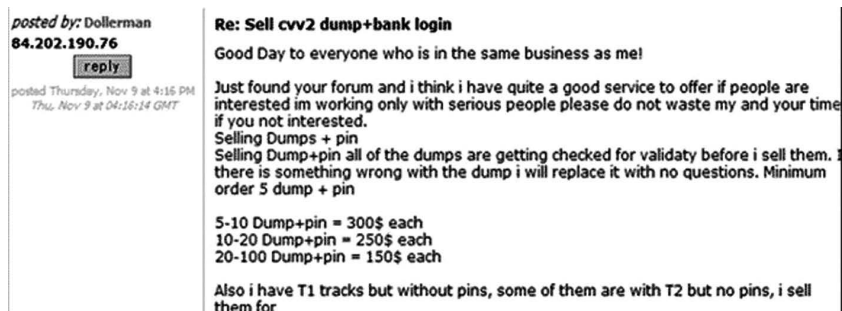 posted by: Dollerman
84.202.190.76
reply
posted Thursday, Nov 9 at 4:16 PM
Thu, Nov 9 at 04:16:14 GMT
Re: Sell cvv2 dump+bank login
Good Day to everyone who is in the same business as me!
Just found your forum and i think i have quite a good service to offer if people are
interested im working only with serious people please do not waste my and your time
if you not interested.
Selling Dumps + pin
Selling Dump+pin all of the dumps are getting checked for validaty before i sell them. I
there is something wrong with the dump i will replace it with no questions. Minimum
order 5 dump + pin
5-10 Dump+pin = 300$ each
10-20 Dump+pin = 250$ each
20-100 Dump+pin = 150$ each
Also i have T1 tracks but without pins, some of them are with T2 but no pins, i sell
them for